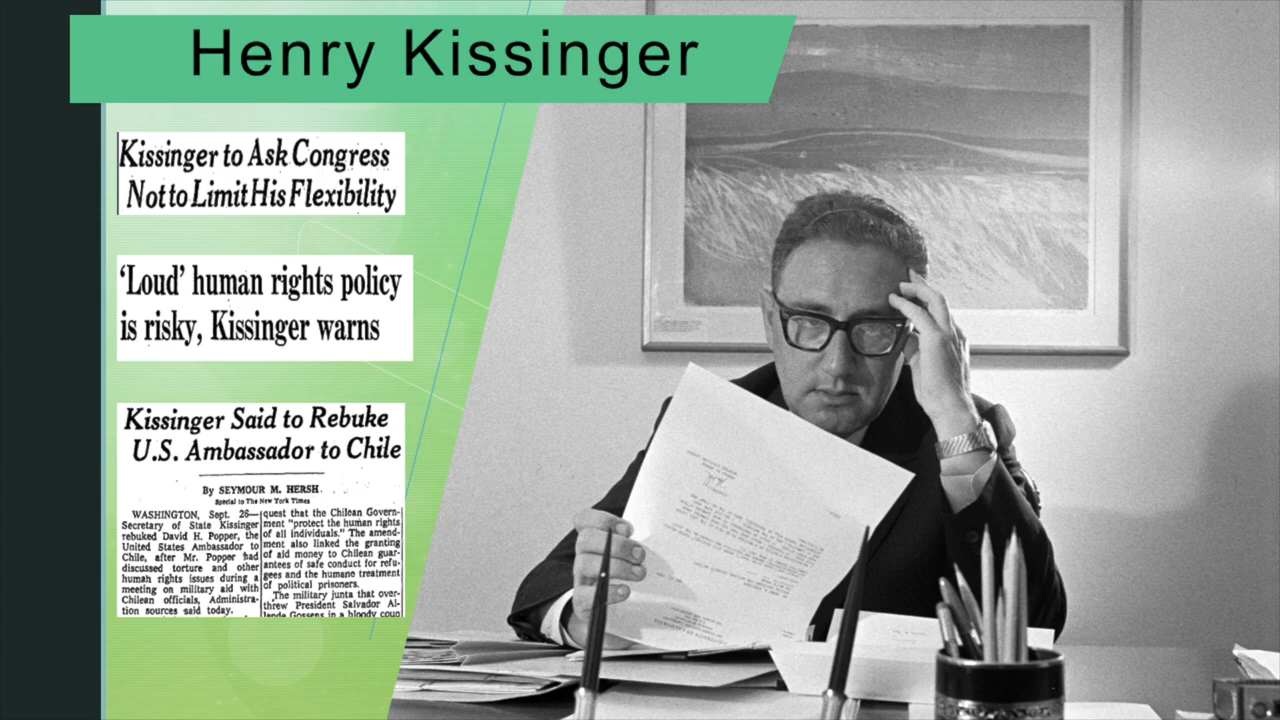 Henry Kissinger
Kissinger to Ask Congress
Not to Limit His Flexibility
‘Loud’ human rights policy
is risky, Kissinger warns
Kissinger Said to Rebuke
U.S. Ambassador to Chile
By SEYMOUR M. HERSH
Special to The New York Times
WASHINGTON, Sept. 26—
Secretary of State Kissinger
rebuked David H. Popper, the
United States Ambassador to
Chile, after Mr. Popper had
discussed torture and other
human rights issues during a
meeting on military aid with
Chilean officials, Administra-
tion sources said today.
quest that the Chilean Govern-
ment "protect the human rights
of all individuals." The amend-
ment also linked the granting
of aid money to Chilean guar-
antees of safe conduct for refu-
gees and the humane treatment
of political prisoners.
The military junta that over-
threw President Salvador Al-
lende Gossens in a bloody coup